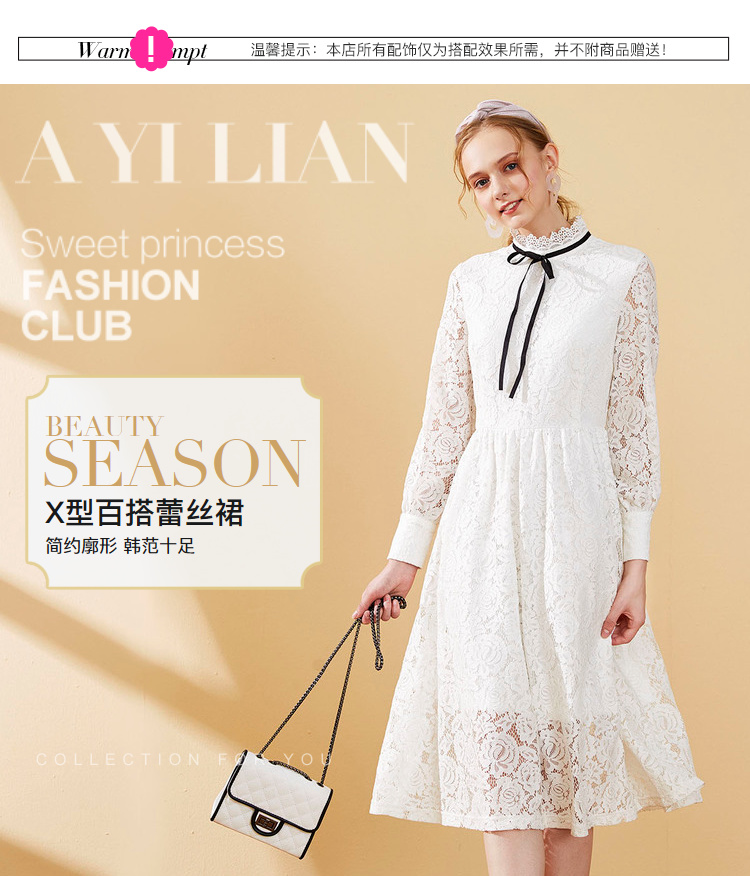 温馨提示：本店所有配饰仅为搭配效果所需，并不附商品赠送！
A YI LIAN
Sweet princess
FASHION
CLUB
BEAUTY
SEASON
X型百搭蕾丝裙
简约廓形 韩范十足
COLLECTION FOR YOU